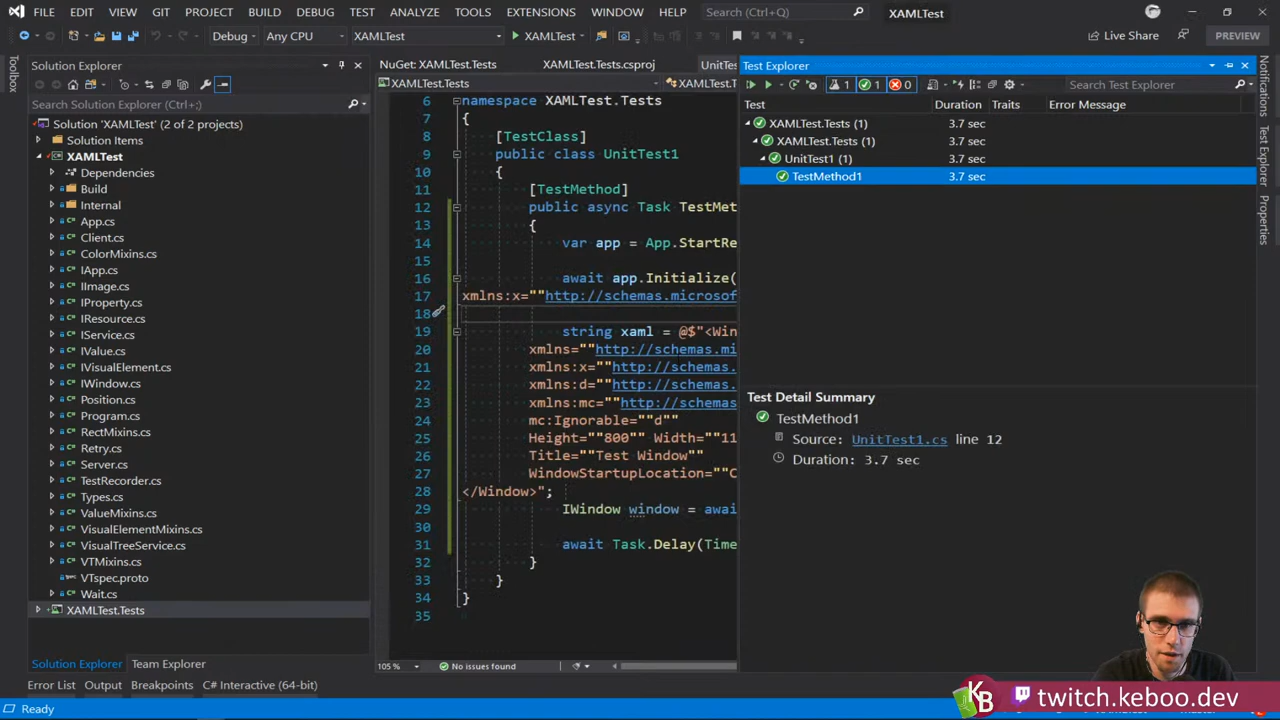 FILE EDIT VIEW GIT PROJECT BUILD DEBUG TEST ANALYZE TOOLS EXTENSIONS WINDOW HELP Search (Ctrl+Q) XAMLTest
Debug Any CPU XAMLTest XAMLTest Live Share PREVIEW
Toolbox
Solution Explorer
Search Solution Explorer (Ctrl+;)
Solution 'XAMLTest' (2 of 2 projects)
Solution Items
XAMLTest
Dependencies
Build
Internal
App.cs
Client.cs
ColorMixins.cs
IApp.cs
IImage.cs
IProperty.cs
IResource.cs
IService.cs
IValue.cs
IVisualElement.cs
IWindow.cs
Position.cs
Program.cs
RectMixins.cs
Retry.cs
Server.cs
TestRecorder.cs
Types.cs
ValueMixins.cs
VisualElementMixins.cs
VisualTreeService.cs
VTMixins.cs
VTspec.proto
Wait.cs
XAMLTest.Tests
Solution Explorer Team Explorer
NuGet: XAMLTest XAMLTest.Tests.csproj UnitTes
XAMLTest.Tests XAMLTest.
6 namespace XAMLTest.Tests
7 {
8 [TestClass]
9 public class UnitTest1
10 {
11 [TestMethod]
12 public async Task TestMet
13 {
14 var app = App.StartRe
15
16 await app.Initialize(
17 xmlns:x=""http://schemas.microsof
18
19 string xaml = @$"<Win
20 xmlns=""http://schemas.mi
21 xmlns:x=""http://schemas.
22 xmlns:d=""http://schemas.
23 xmlns:mc=""http://schemas
24 mc:Ignorable=""d""
25 Height=""800"" Width=""11
26 Title=""Test Window""
27 WindowStartupLocation=""C
28 </Window>";
29 IWindow window = awai
30
31 await Task.Delay(Time
32 }
33 }
34 }
35
105 % No issues found
Test Explorer
1 1 0 Search Test Explorer
Test Duration Traits Error Message
XAMLTest.Tests (1) 3.7 sec
XAMLTest.Tests (1) 3.7 sec
UnitTest1 (1) 3.7 sec
TestMethod1 3.7 sec
Test Detail Summary
TestMethod1
Source: UnitTest1.cs line 12
Duration: 3.7 sec
Notifications
Test Explorer
Error List Output Breakpoints C# Interactive (64-bit)
Ready
KB twitch.keboo.dev